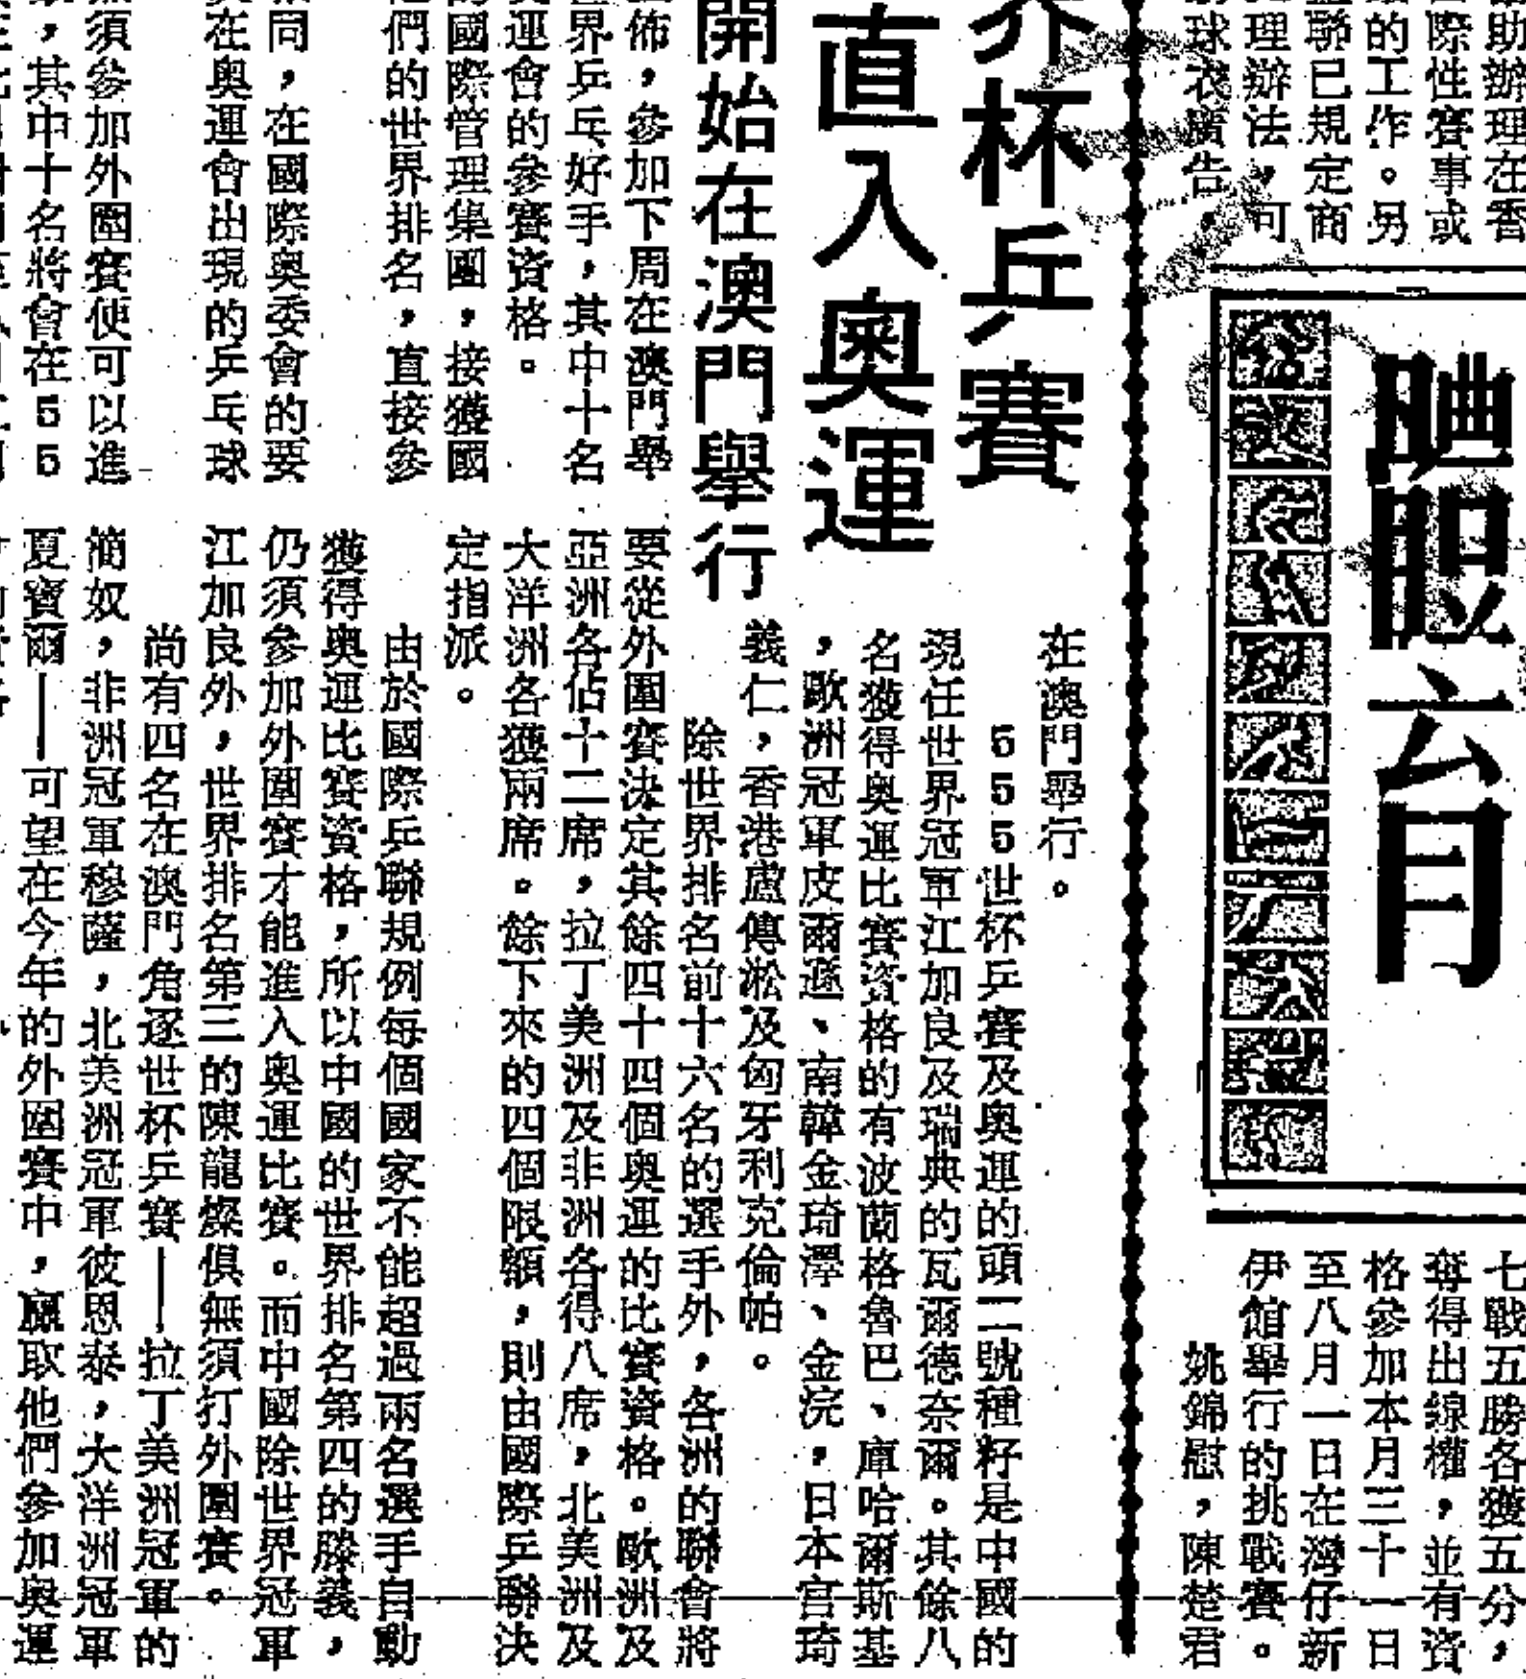 助辦理在香
際性賽事或
的工作。另
聯已規定商
理辦法，可
球衣廣告，
體育
七戰五勝各獲五分，
奪得出線權，並有資
格參加本月三十一日
至八月一日在灣仔新
伊館舉行的挑戰賽。
姚錦慰，陳楚君
界杯乒賽
直入奧運
開始在澳門舉行
佈，參加下周在澳門舉
界乒乓好手，其中十名
運會的參賽資格。
國際管理集團，接獲國
們的世界排名，直接參
同，在國際奧委會的要
在奧運會出現的乒乓球
須參加外圍賽便可以進
，其中十名將會在５５
在澳門舉行。
５５５世杯乒賽及奧運的頭二號種籽是中國的
現任世界冠軍江加良及瑞典的瓦爾德奈爾。其餘八
名獲得奧運比賽資格的有波蘭格魯巴、庫哈爾斯基
，歐洲冠軍皮爾遜、南韓金琦澤、金浣，日本宮琦
義仁，香港盧傳淞及匈牙利克倫帕。
除世界排名前十六名的選手外，各洲的聯會將
要從外圍賽決定其餘四十四個奧運的比賽資格。歐洲及
亞洲各佔十二席，拉丁美洲及非洲各得八席，北美洲及
大洋洲各獲兩席。餘下來的四個限額，則由國際乒聯決
定指派。
由於國際乒聯規例每個國家不能超過兩名選手自動
獲得奧運比賽資格，所以中國的世界排名第四的滕義，
仍須參加外圍賽才能進入奧運比賽。而中國除世界冠軍
江加良外，世界排名第三的陳龍燦俱無須打外圍賽。
尚有四名在澳門角逐世杯乒賽——拉丁美洲冠軍的
簡奴，非洲冠軍穆薩，北美洲冠軍彼恩泰，大洋洲冠軍
夏寶爾——可望在今年的外圍賽中，贏取他們參加奧運